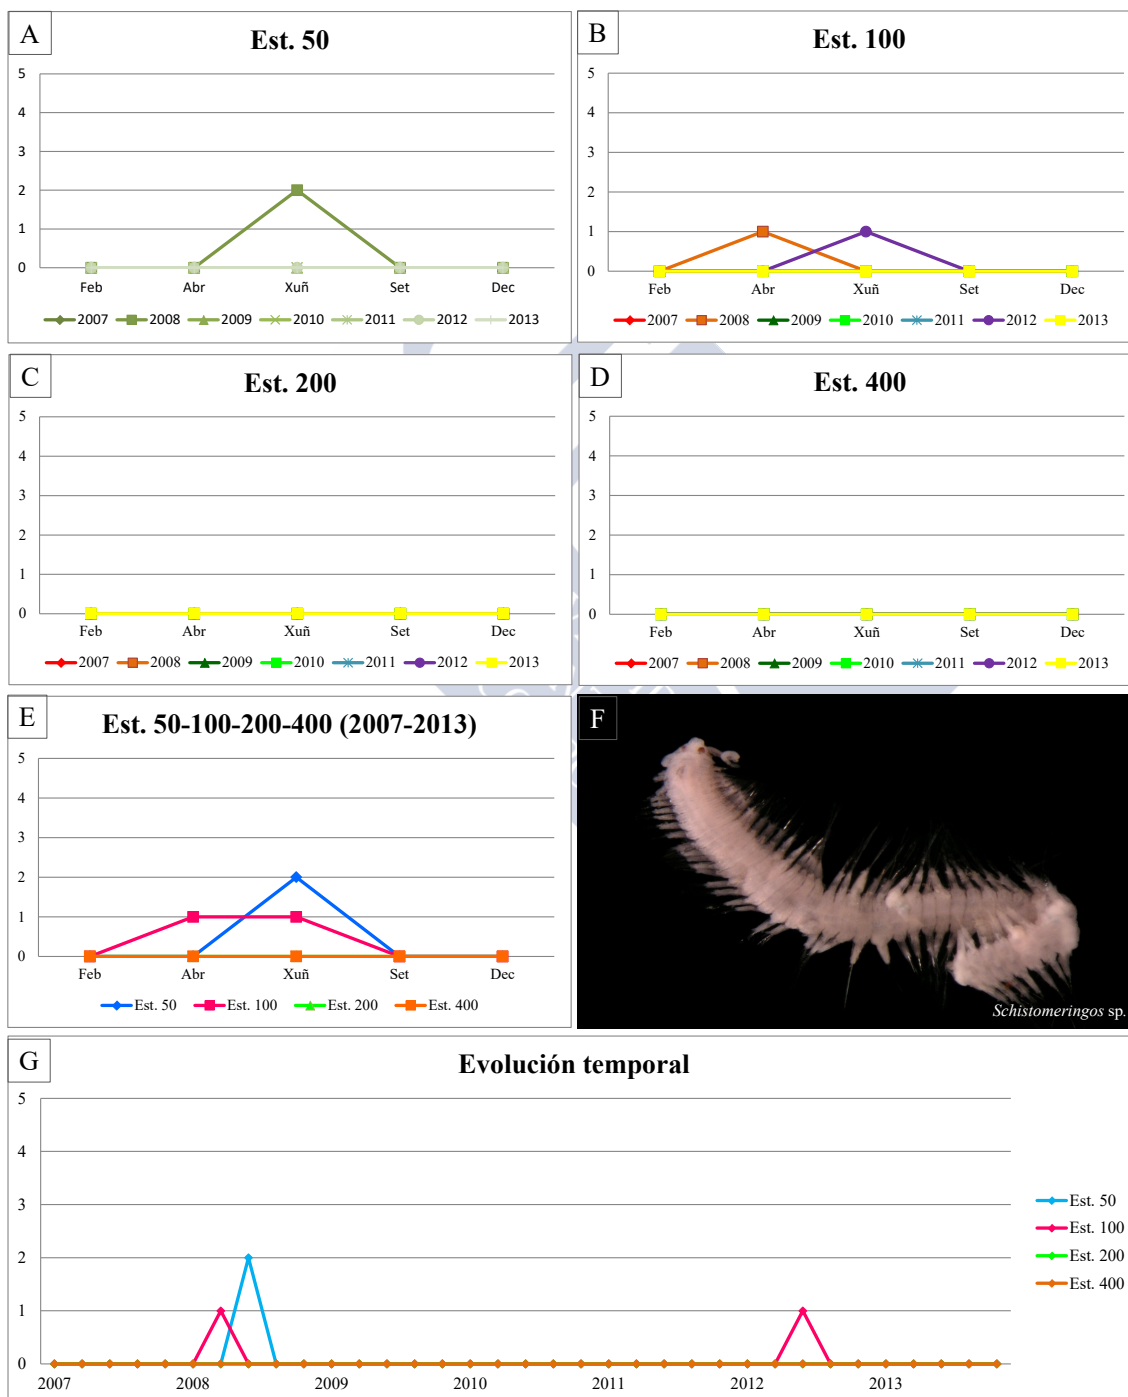 A
Est. 50
5
4
3
2
1
0
Feb Abr Xuñ Set Dec
2007 2008 2009 2010 2011 2012 2013
B
Est. 100
5
4
3
2
1
0
Feb Abr Xuñ Set Dec
2007 2008 2009 2010 2011 2012 2013
C
Est. 200
5
4
3
2
1
0
Feb Abr Xuñ Set Dec
2007 2008 2009 2010 2011 2012 2013
D
Est. 400
5
4
3
2
1
0
Feb Abr Xuñ Set Dec
2007 2008 2009 2010 2011 2012 2013
E
Est. 50-100-200-400 (2007-2013)
5
4
3
2
1
0
Feb Abr Xuñ Set Dec
Est. 50 Est. 100 Est. 200 Est. 400
F
Schistomeringos sp.
G
Evolución temporal
5
4
3
2
1
0
2007 2008 2009 2010 2011 2012 2013
Est. 50
Est. 100
Est. 200
Est. 400